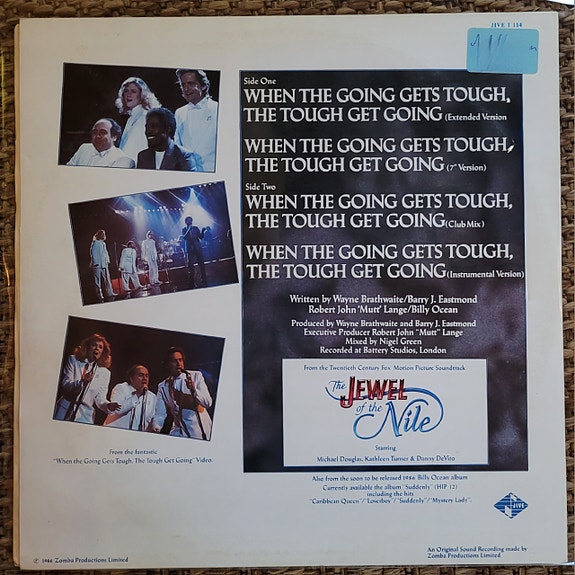 JIVE T 114
Side One
WHEN THE GOING GETS TOUGH,
THE TOUGH GET GOING (Extended Version
WHEN THE GOING GETS TOUGH,
THE TOUGH GET GOING (7" Version)
Side Two
WHEN THE GOING GETS TOUGH,
THE TOUGH GET GOING (Club Mix)
WHEN THE GOING GETS TOUGH,
THE TOUGH GET GOING (Instrumental Version)
Written by Wayne Brathwaite/Barry J. Eastmond
Robert John 'Mutt' Lange/Billy Ocean
Produced by Wayne Brathwaite and Barry J. Eastmond
Executive Producer Robert John "Mutt" Lange
Mixed by Nigel Green
Recorded at Battery Studios, London
From the Twentieth Century Fox Motion Picture Soundtrack
The JEWEL
of the Nile
Starring
Michael Douglas, Kathleen Turner & Danny DeVito
Also from the soon to be released 1986 Billy Ocean album
Currently available the album "Suddenly" (HIP 12)
including the hits
"Caribbean Queen"/"Loverboy"/"Suddenly"/"Mystery Lady".
From the fantastic
"When the Going Gets Tough, The Tough Get Going" Video.
JIVE
℗ 1986 Zomba Productions Limited
An Original Sound Recording made by
Zomba Productions Limited